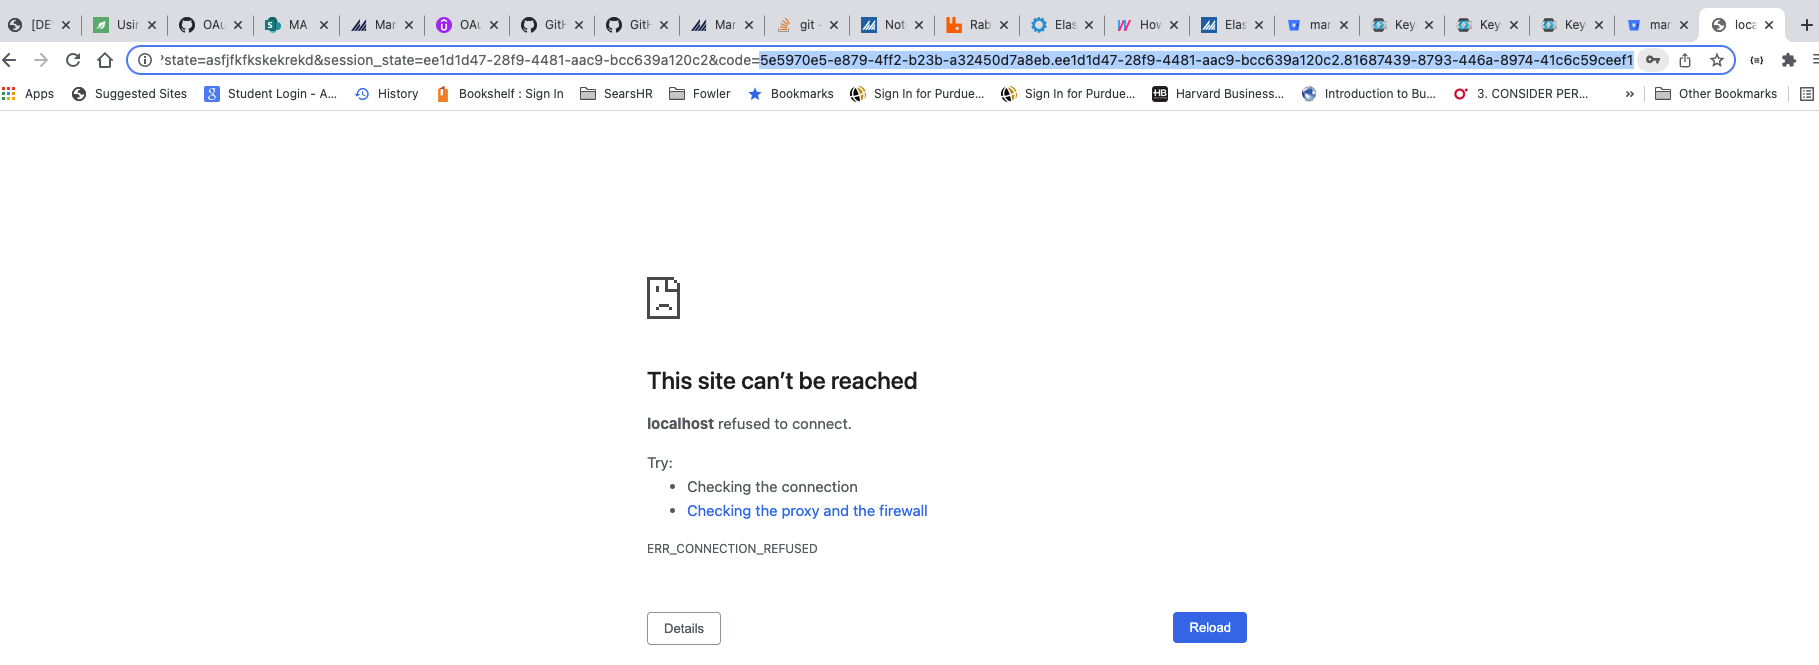 [DE Usin OAu MA Mar OAu GitH GitH Mar git - Not Rab Elas How Elas mar Key Key Key mar loca
?state=asfjfkfkskekrekd&session_state=ee1d1d47-28f9-4481-aac9-bcc639a120c2&code=5e5970e5-e879-4ff2-b23b-a32450d7a8eb.ee1d1d47-28f9-4481-aac9-bcc639a120c2.81687439-8793-446a-8974-41c6c59ceef1
Apps Suggested Sites Student Login - A... History Bookshelf : Sign In SearsHR Fowler Bookmarks Sign In for Purdue... Sign In for Purdue... HB Harvard Business... Introduction to Bu... 3. CONSIDER PER... » Other Bookmarks
This site can't be reached
localhost refused to connect.
Try:
• Checking the connection
• Checking the proxy and the firewall
ERR_CONNECTION_REFUSED
Details Reload